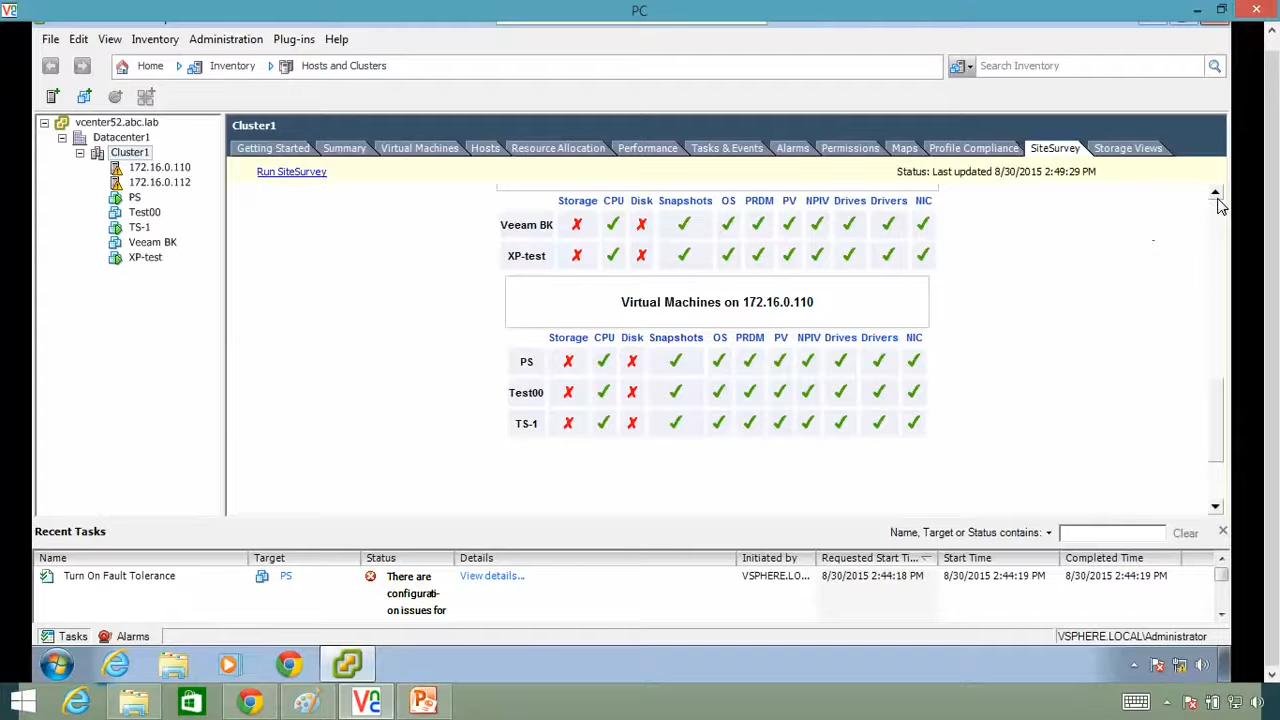 PC
File Edit View Inventory Administration Plug-ins Help
Home Inventory Hosts and Clusters Search Inventory
vcenter52.abc.lab
Datacenter1
Cluster1
172.16.0.110
172.16.0.112
PS
Test00
TS-1
Veeam BK
XP-test
Cluster1
Getting Started Summary Virtual Machines Hosts Resource Allocation Performance Tasks & Events Alarms Permissions Maps Profile Compliance SiteSurvey Storage Views
Run SiteSurvey Status: Last updated 8/30/2015 2:49:29 PM
Storage CPU Disk Snapshots OS PRDM PV NPIV Drives Drivers NIC
Veeam BK ✗ ✓ ✗ ✓ ✓ ✓ ✓ ✓ ✓ ✓ ✓
XP-test ✗ ✓ ✗ ✓ ✓ ✓ ✓ ✓ ✓ ✓ ✓
Virtual Machines on 172.16.0.110
Storage CPU Disk Snapshots OS PRDM PV NPIV Drives Drivers NIC
PS ✗ ✓ ✗ ✓ ✓ ✓ ✓ ✓ ✓ ✓ ✓
Test00 ✗ ✓ ✗ ✓ ✓ ✓ ✓ ✓ ✓ ✓ ✓
TS-1 ✗ ✓ ✗ ✓ ✓ ✓ ✓ ✓ ✓ ✓ ✓
Recent Tasks Name, Target or Status contains: Clear
Name Target Status Details Initiated by Requested Start Ti... Start Time Completed Time
Turn On Fault Tolerance PS There are View details... VSPHERE.LO... 8/30/2015 2:44:18 PM 8/30/2015 2:44:19 PM 8/30/2015 2:44:19 PM
configurati-
on issues for
Tasks Alarms VSPHERE.LOCAL\Administrator